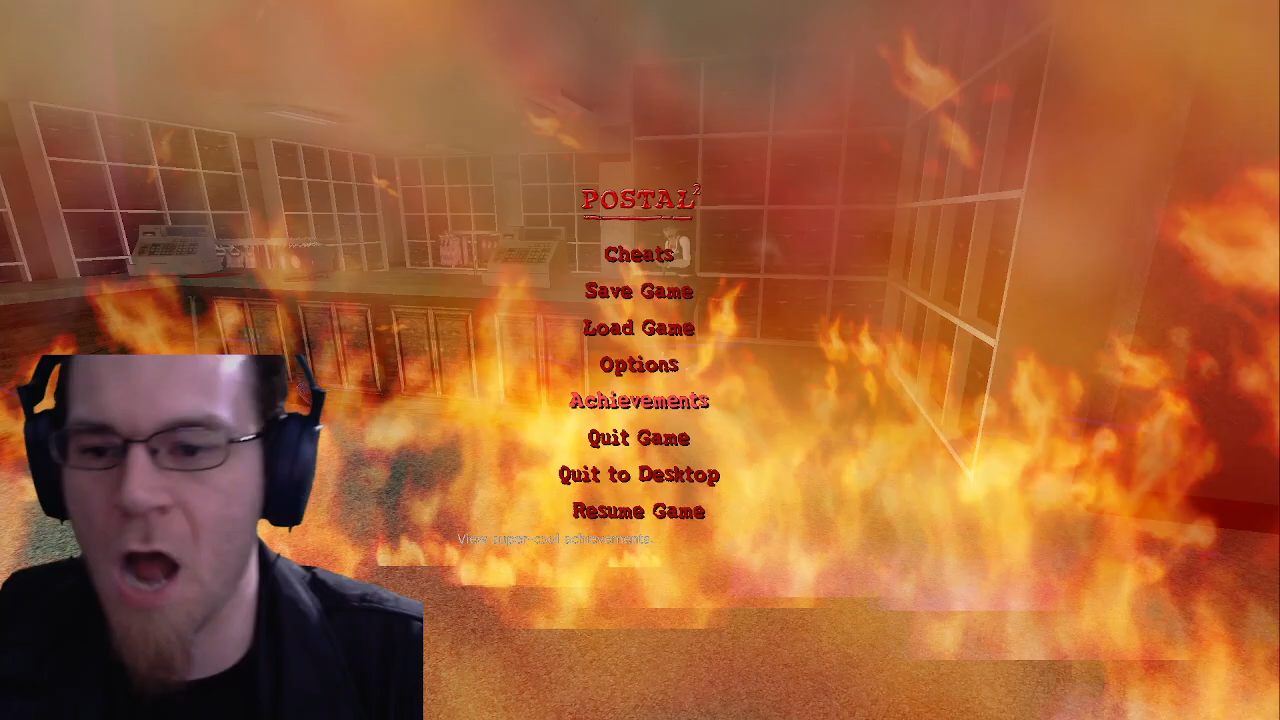 POSTAL²
Cheats
Save Game
Load Game
Options
Achievements
Quit Game
Quit to Desktop
Resume Game
View super-cool achievements.